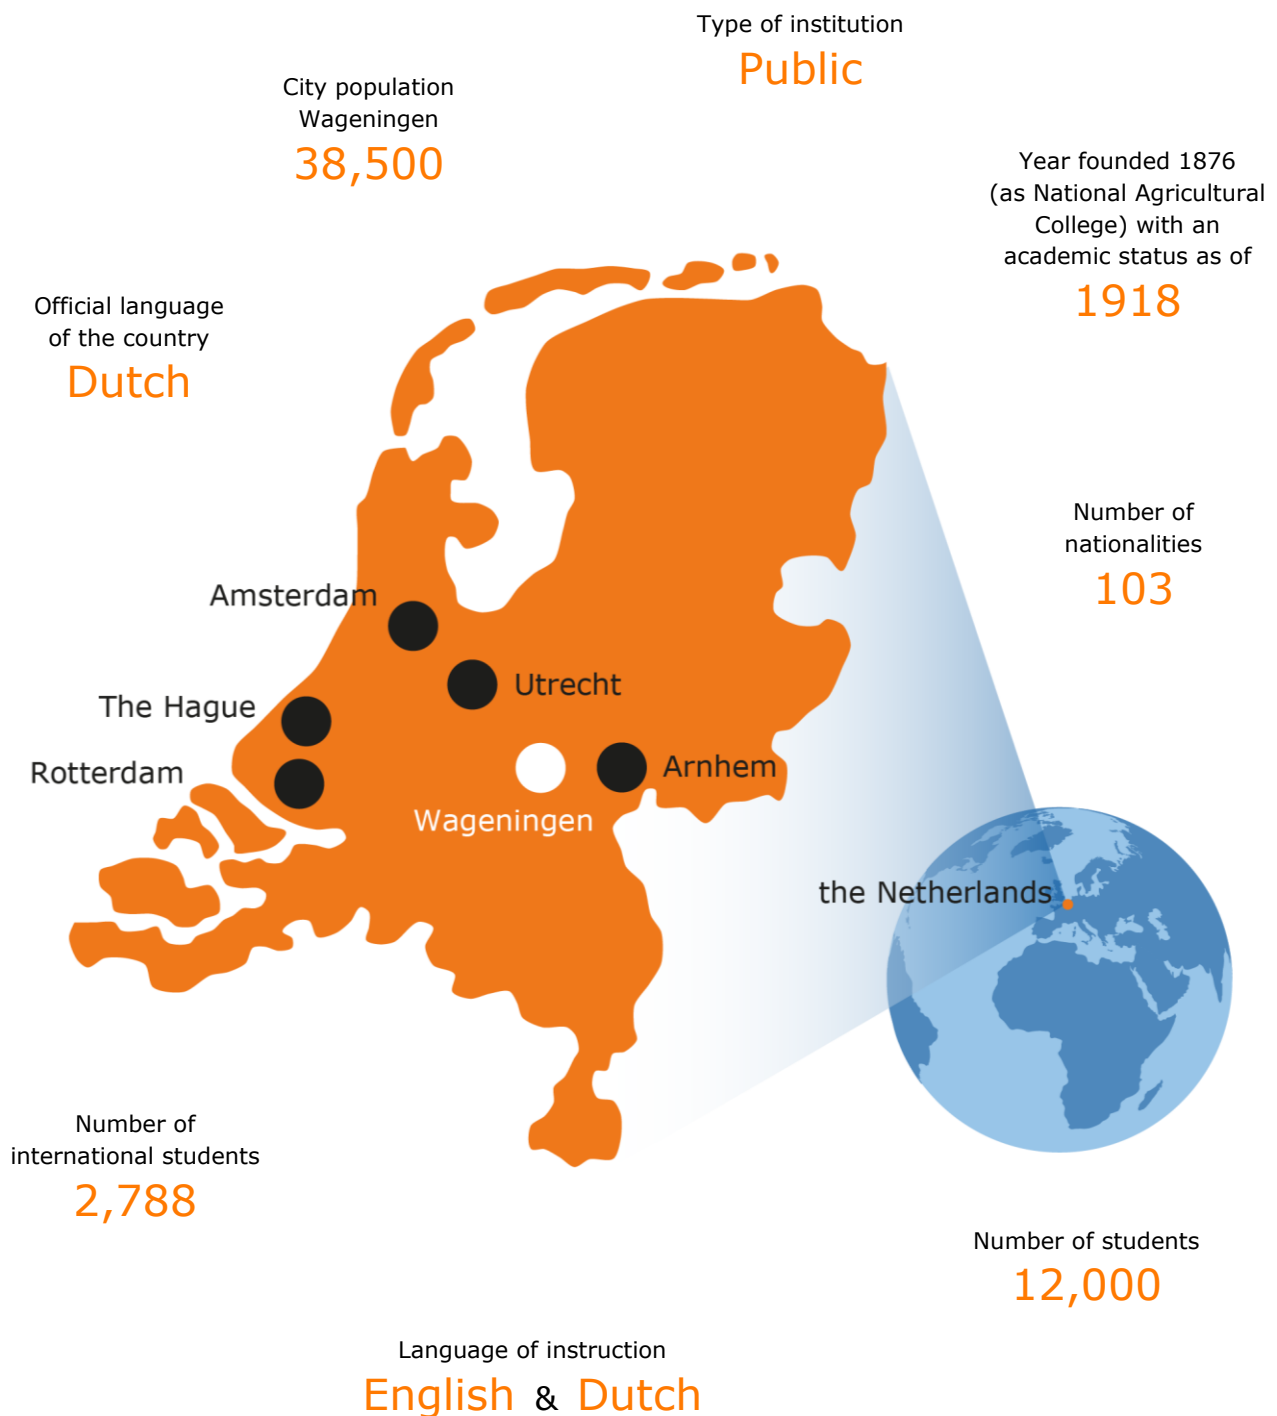 Type of institution
Public
City population
Wageningen
38,500
Year founded 1876
(as National Agricultural
College) with an
academic status as of
1918
Official language
of the country
Dutch
Number of
nationalities
103
Amsterdam
Utrecht
The Hague
Rotterdam
Arnhem
Wageningen
the Netherlands
Number of
international students
2,788
Number of students
12,000
Language of instruction
English & Dutch